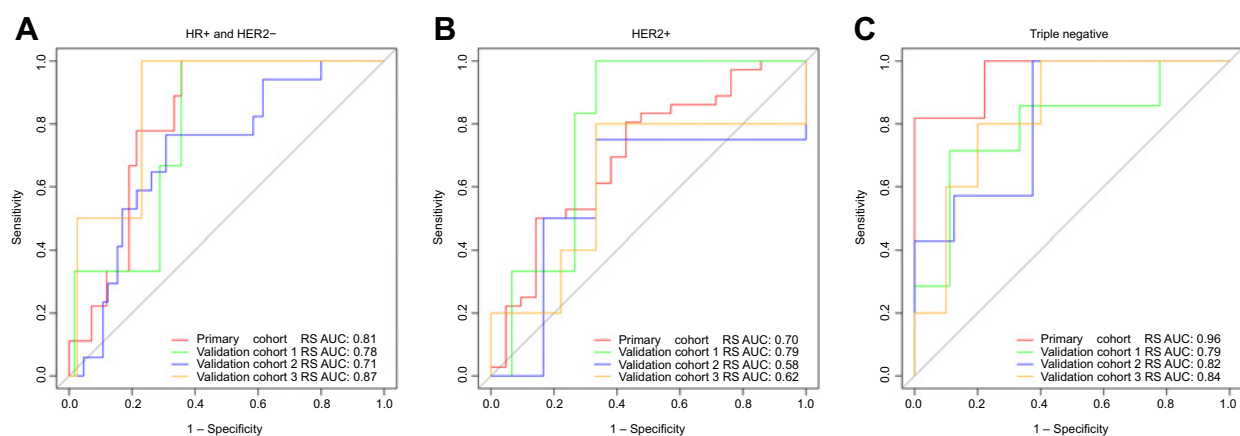 A
HR+ and HER2−
Sensitivity
1.0
0.8
0.6
0.4
0.2
0.0
Primary cohort RS AUC: 0.81
Validation cohort 1 RS AUC: 0.78
Validation cohort 2 RS AUC: 0.71
Validation cohort 3 RS AUC: 0.87
0.0 0.2 0.4 0.6 0.8 1.0
1 – Specificity
B
HER2+
Sensitivity
1.0
0.8
0.6
0.4
0.2
0.0
Primary cohort RS AUC: 0.70
Validation cohort 1 RS AUC: 0.79
Validation cohort 2 RS AUC: 0.58
Validation cohort 3 RS AUC: 0.62
0.0 0.2 0.4 0.6 0.8 1.0
1 – Specificity
C
Triple negative
Sensitivity
1.0
0.8
0.6
0.4
0.2
0.0
Primary cohort RS AUC: 0.96
Validation cohort 1 RS AUC: 0.79
Validation cohort 2 RS AUC: 0.82
Validation cohort 3 RS AUC: 0.84
0.0 0.2 0.4 0.6 0.8 1.0
1 – Specificity